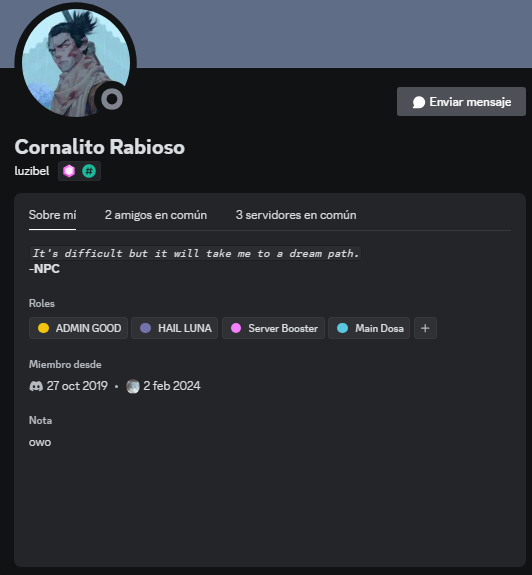 Enviar mensaje
Cornalito Rabioso
luzibel #
Sobre mí 2 amigos en común 3 servidores en común
It's difficult but it will take me to a dream path.
-NPC
Roles
ADMIN GOOD HAIL LUNA Server Booster Main Dosa +
Miembro desde
27 oct 2019 • 2 feb 2024
Nota
owo